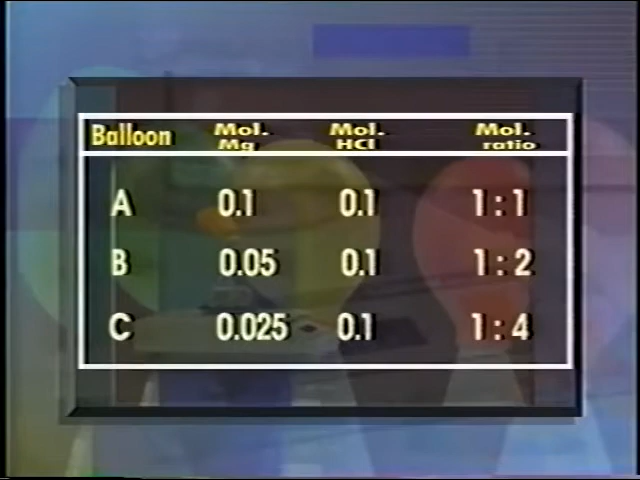 Balloon Mol. Mg Mol. HCl Mol. ratio
A 0.1 0.1 1 : 1
B 0.05 0.1 1 : 2
C 0.025 0.1 1 : 4